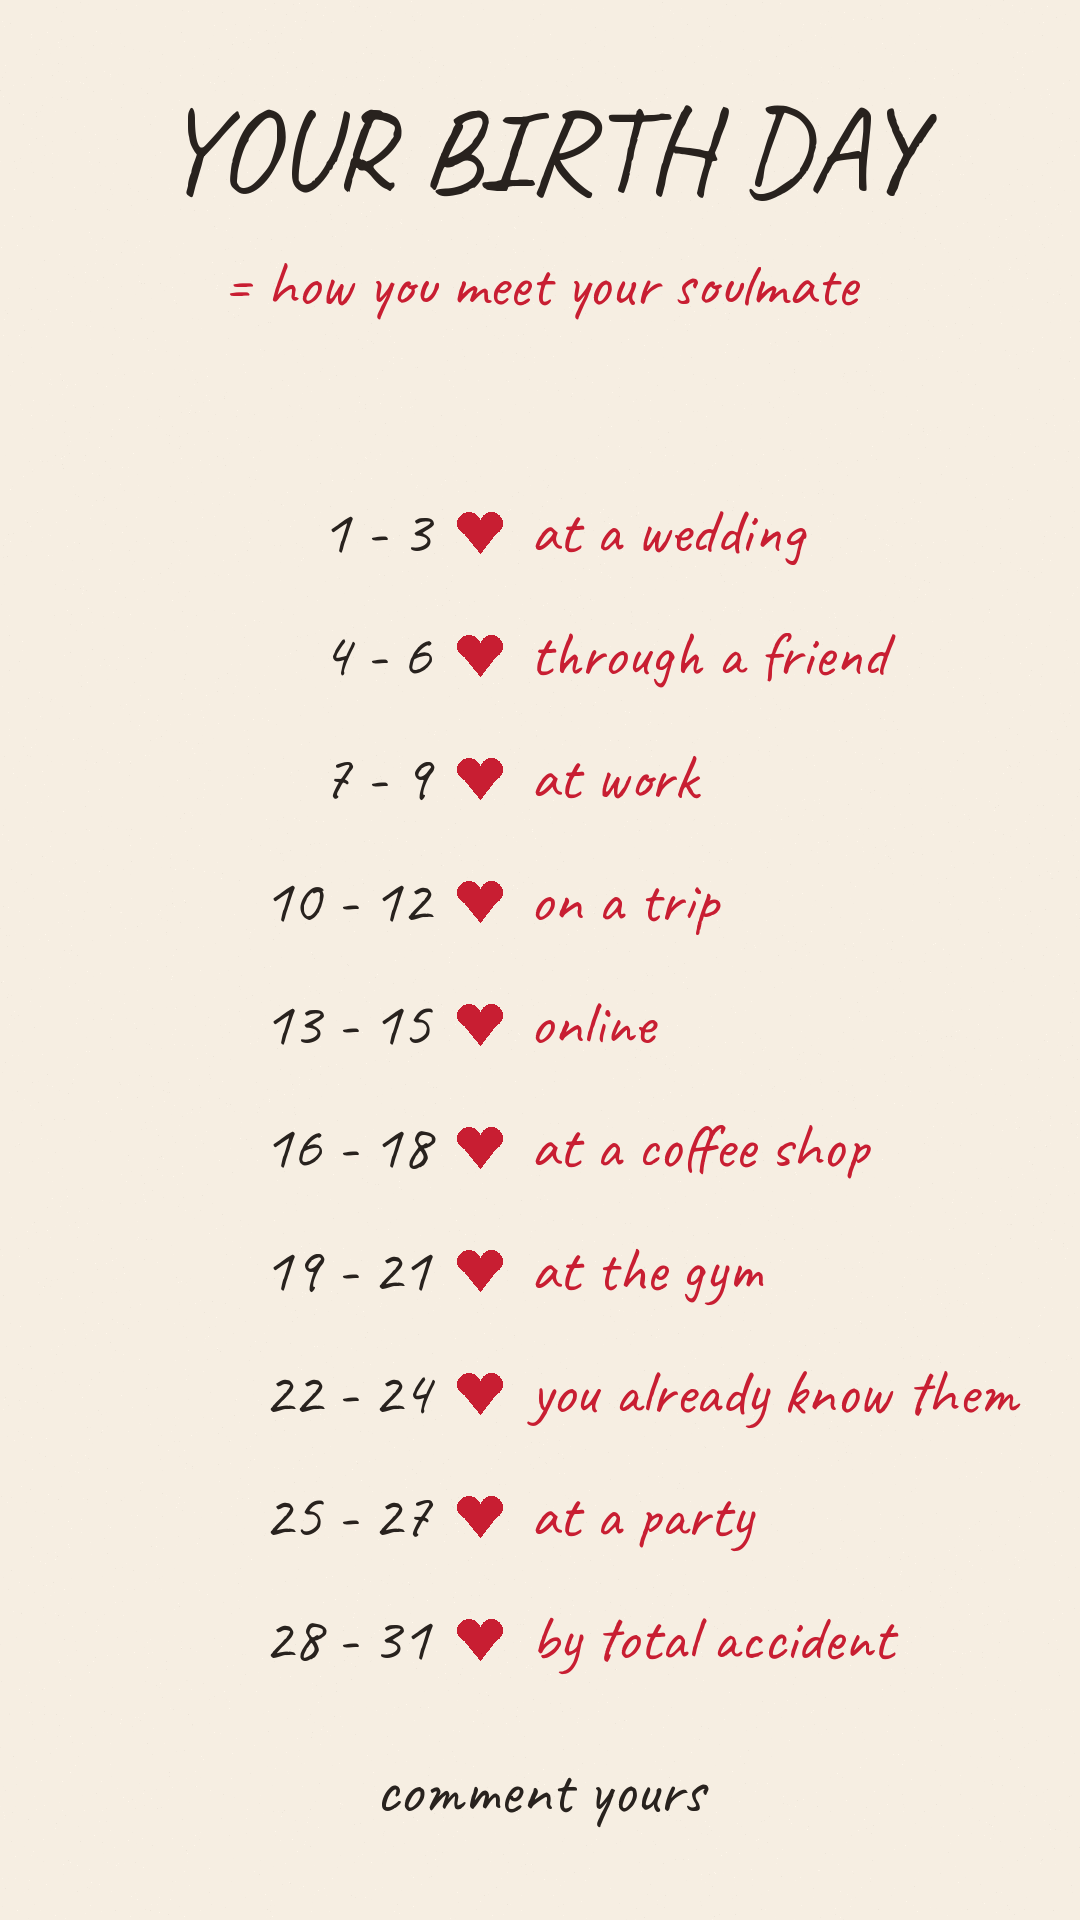 YOUR BIRTH DAY
= how you meet your soulmate
1 - 3 ♥ at a wedding
4 - 6 ♥ through a friend
7 - 9 ♥ at work
10 - 12 ♥ on a trip
13 - 15 ♥ online
16 - 18 ♥ at a coffee shop
19 - 21 ♥ at the gym
22 - 24 ♥ you already know them
25 - 27 ♥ at a party
28 - 31 ♥ by total accident
comment yours